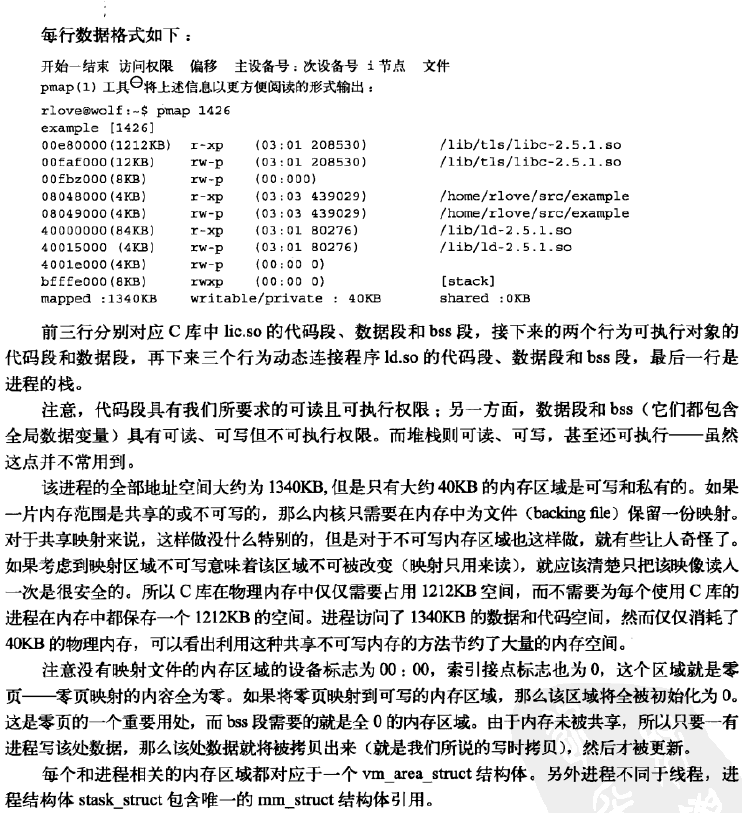 每行数据格式如下：
开始—结束 访问权限 偏移 主设备号：次设备号 i 节点 文件
pmap(1) 工具⊖将上述信息以更方便阅读的形式输出：
rlove@wolf:~$ pmap 1426
example [1426]
00e80000(1212KB) r-xp (03:01 208530) /lib/tls/libc-2.5.1.so
00faf000(12KB) rw-p (03:01 208530) /lib/tls/libc-2.5.1.so
00fbz000(8KB) rw-p (00:000)
08048000(4KB) r-xp (03:03 439029) /home/rlove/src/example
08049000(4KB) rw-p (03:03 439029) /home/rlove/src/example
40000000(84KB) r-xp (03:01 80276) /lib/ld-2.5.1.so
40015000 (4KB) rw-p (03:01 80276) /lib/ld-2.5.1.so
4001e000(4KB) rw-p (00:00 0)
bfffe000(8KB) rwxp (00:00 0) [stack]
mapped :1340KB writable/private : 40KB shared :0KB
前三行分别对应 C 库中 lic.so 的代码段、数据段和 bss 段，接下来的两个行为可执行对象的
代码段和数据段，再下来三个行为动态连接程序 ld.so 的代码段、数据段和 bss 段，最后一行是
进程的栈。
注意，代码段具有我们所要求的可读且可执行权限；另一方面，数据段和 bss（它们都包含
全局数据变量）具有可读、可写但不可执行权限。而堆栈则可读、可写，甚至还可执行——虽然
这点并不常用到。
该进程的全部地址空间大约为 1340KB, 但是只有大约 40KB 的内存区域是可写和私有的。如果
一片内存范围是共享的或不可写的，那么内核只需要在内存中为文件（backing file）保留一份映射。
对于共享映射来说，这样做没什么特别的，但是对于不可写内存区域也这样做，就有些让人奇怪了。
如果考虑到映射区域不可写意味着该区域不可被改变（映射只用来读），就应该清楚只把该映像读入
一次是很安全的。所以 C 库在物理内存中仅仅需要占用 1212KB 空间，而不需要为每个使用 C 库的
进程在内存中都保存一个 1212KB 的空间。进程访问了 1340KB 的数据和代码空间，然而仅仅消耗了
40KB 的物理内存，可以看出利用这种共享不可写内存的方法节约了大量的内存空间。
注意没有映射文件的内存区域的设备标志为 00：00，索引接点标志也为 0，这个区域就是零
页——零页映射的内容全为零。如果将零页映射到可写的内存区域，那么该区域将全被初始化为 0。
这是零页的一个重要用处，而 bss 段需要的就是全 0 的内存区域。由于内存未被共享，所以只要一有
进程写该处数据，那么该处数据就将被拷贝出来（就是我们所说的写时拷贝），然后才被更新。
每个和进程相关的内存区域都对应于一个 vm_area_struct 结构体。另外进程不同于线程，进
程结构体 stask_struct 包含唯一的 mm_struct 结构体引用。